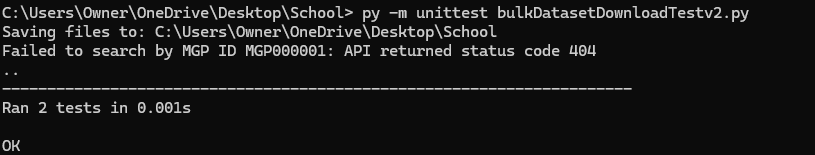 C:\Users\Owner\OneDrive\Desktop\School> py -m unittest bulkDatasetDownloadTestv2.py
Saving files to: C:\Users\Owner\OneDrive\Desktop\School
Failed to search by MGP ID MGP000001: API returned status code 404
..
----------------------------------------------------------------------
Ran 2 tests in 0.001s
OK